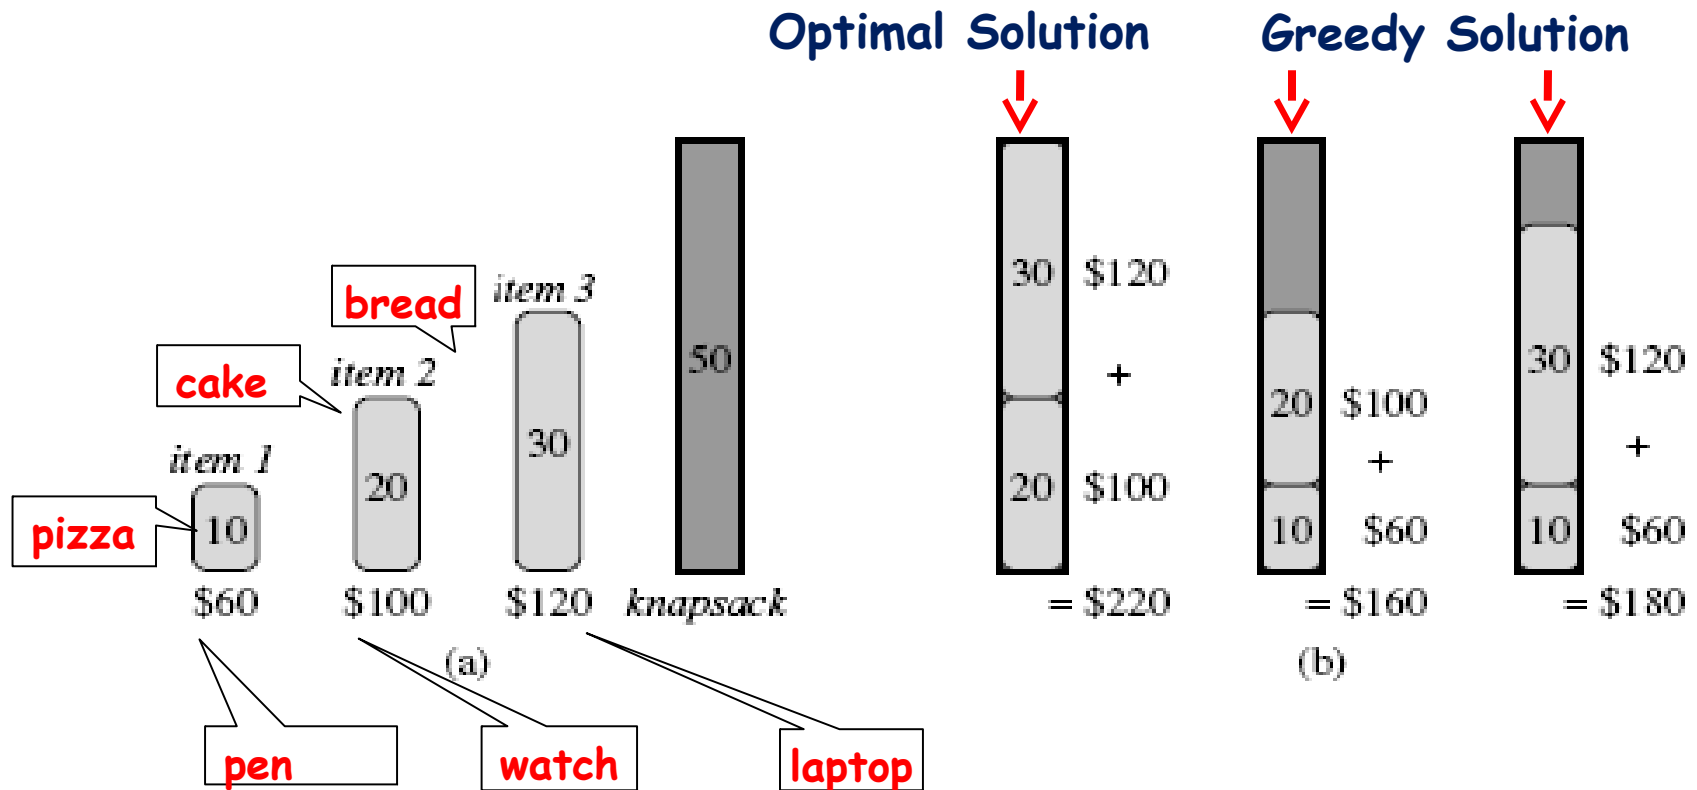 Optimal Solution
Greedy Solution
bread
item 3
cake
item 2
item 1
pizza
10
20
30
50
$60
$100
$120
knapsack
(a)
pen
watch
laptop
30 $120
+
20 $100
= $220
20 $100
+
10 $60
= $160
30 $120
+
10 $60
= $180
(b)